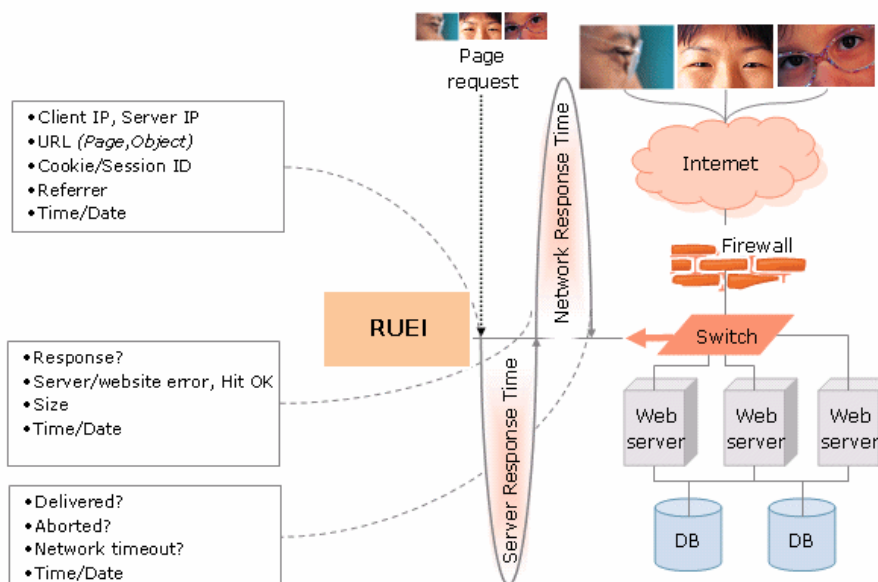 Page
request
• Client IP, Server IP
• URL (Page,Object)
• Cookie/Session ID
• Referrer
• Time/Date
Network Response Time
Internet
Firewall
RUEI
Switch
• Response?
• Server/website error, Hit OK
• Size
• Time/Date
Server Response Time
Web
server
Web
server
Web
server
• Delivered?
• Aborted?
• Network timeout?
• Time/Date
DB
DB